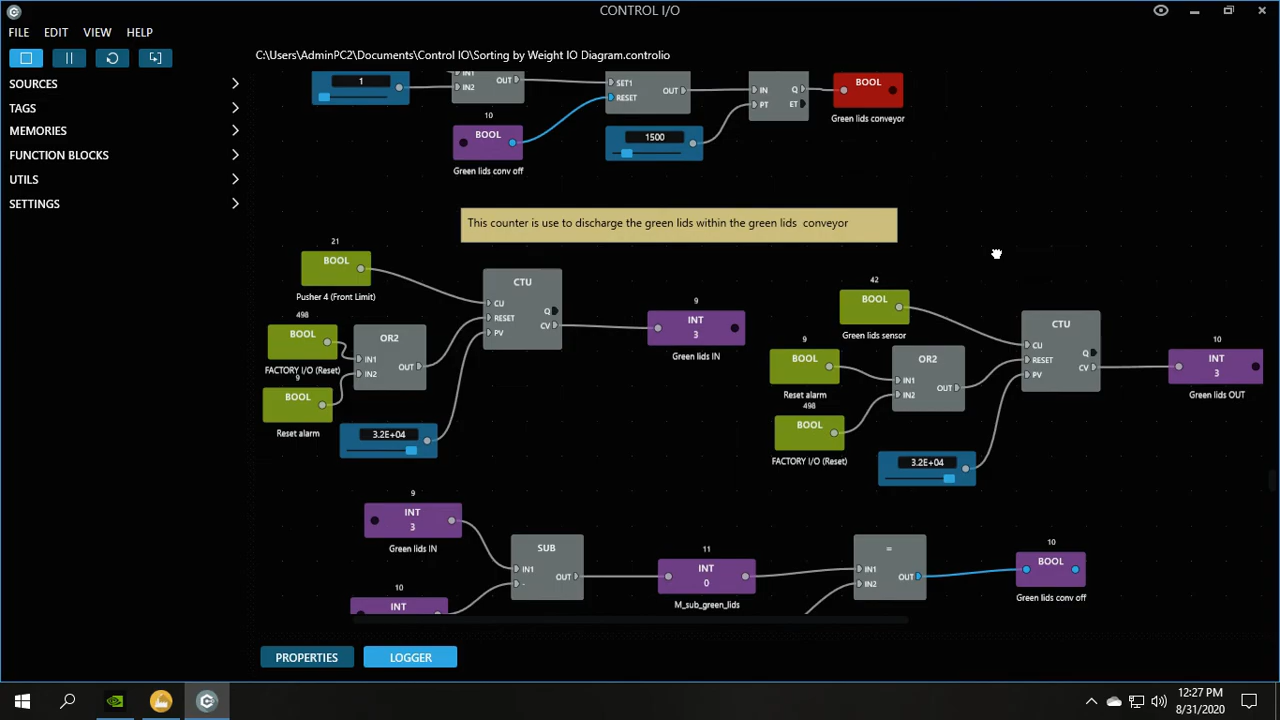 CONTROL I/O
FILE EDIT VIEW HELP
C:\Users\AdminPC2\Documents\Control IO\Sorting by Weight IO Diagram.controlio
SOURCES
TAGS
MEMORIES
FUNCTION BLOCKS
UTILS
SETTINGS
1
IN2
OUT
SET1
RESET
OUT
IN
PT
Q
ET
BOOL
Green lids conveyor
10
BOOL
Green lids conv off
1500
This counter is use to discharge the green lids within the green lids conveyor
21
BOOL
Pusher 4 (Front Limit)
498
BOOL
FACTORY I/O (Reset)
9
BOOL
Reset alarm
OR2
IN1
IN2
OUT
3.2E+04
CTU
CU
RESET
PV
Q
CV
9
INT
3
Green lids IN
42
BOOL
Green lids sensor
9
BOOL
Reset alarm
498
BOOL
FACTORY I/O (Reset)
OR2
IN1
IN2
OUT
3.2E+04
CTU
CU
RESET
PV
Q
CV
10
INT
3
Green lids OUT
9
INT
3
Green lids IN
10
INT
SUB
IN1
-
OUT
11
INT
0
M_sub_green_lids
=
IN1
IN2
OUT
10
BOOL
Green lids conv off
PROPERTIES LOGGER
12:27 PM
8/31/2020